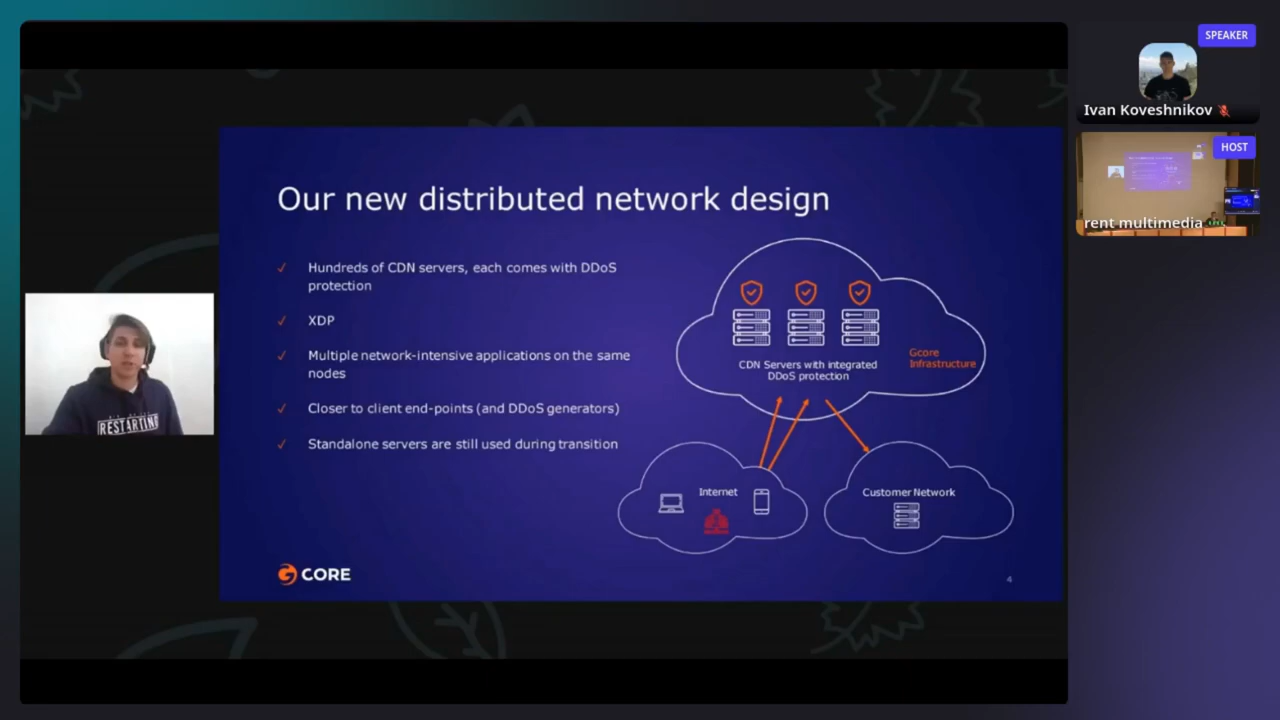 SPEAKER
Ivan Koveshnikov
HOST
rent multimedia
Our new distributed network design
Hundreds of CDN servers, each comes with DDoS
protection
XDP
Multiple network-intensive applications on the same
nodes
Closer to client end-points (and DDoS generators)
Standalone servers are still used during transition
CDN Servers with integrated
DDoS protection
Gcore
Infrastructure
Internet
Customer Network
RESTARTING
G CORE
4